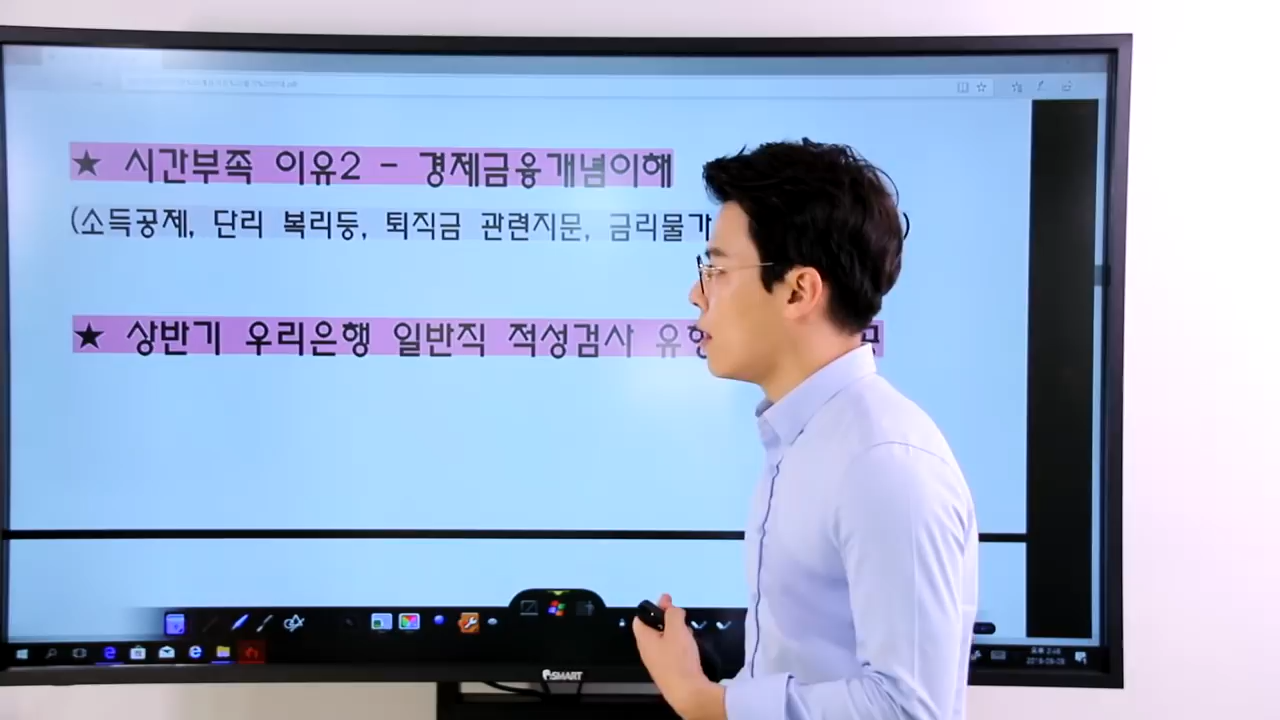 ★ 시간부족 이유2 - 경제금융개념이해
(소득공제, 단리 복리등, 퇴직금 관련지문, 금리물가
★ 상반기 우리은행 일반직 적성검사
iSMART